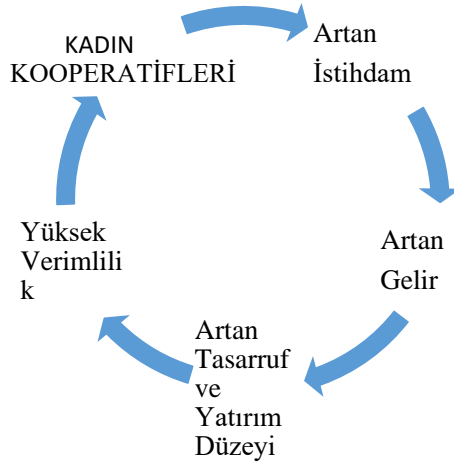 KADIN
KOOPERATİFLERİ
Artan
İstihdam
Artan
Gelir
Artan
Tasarruf
ve
Yatırım
Düzeyi
Yüksek
Verimlili
k